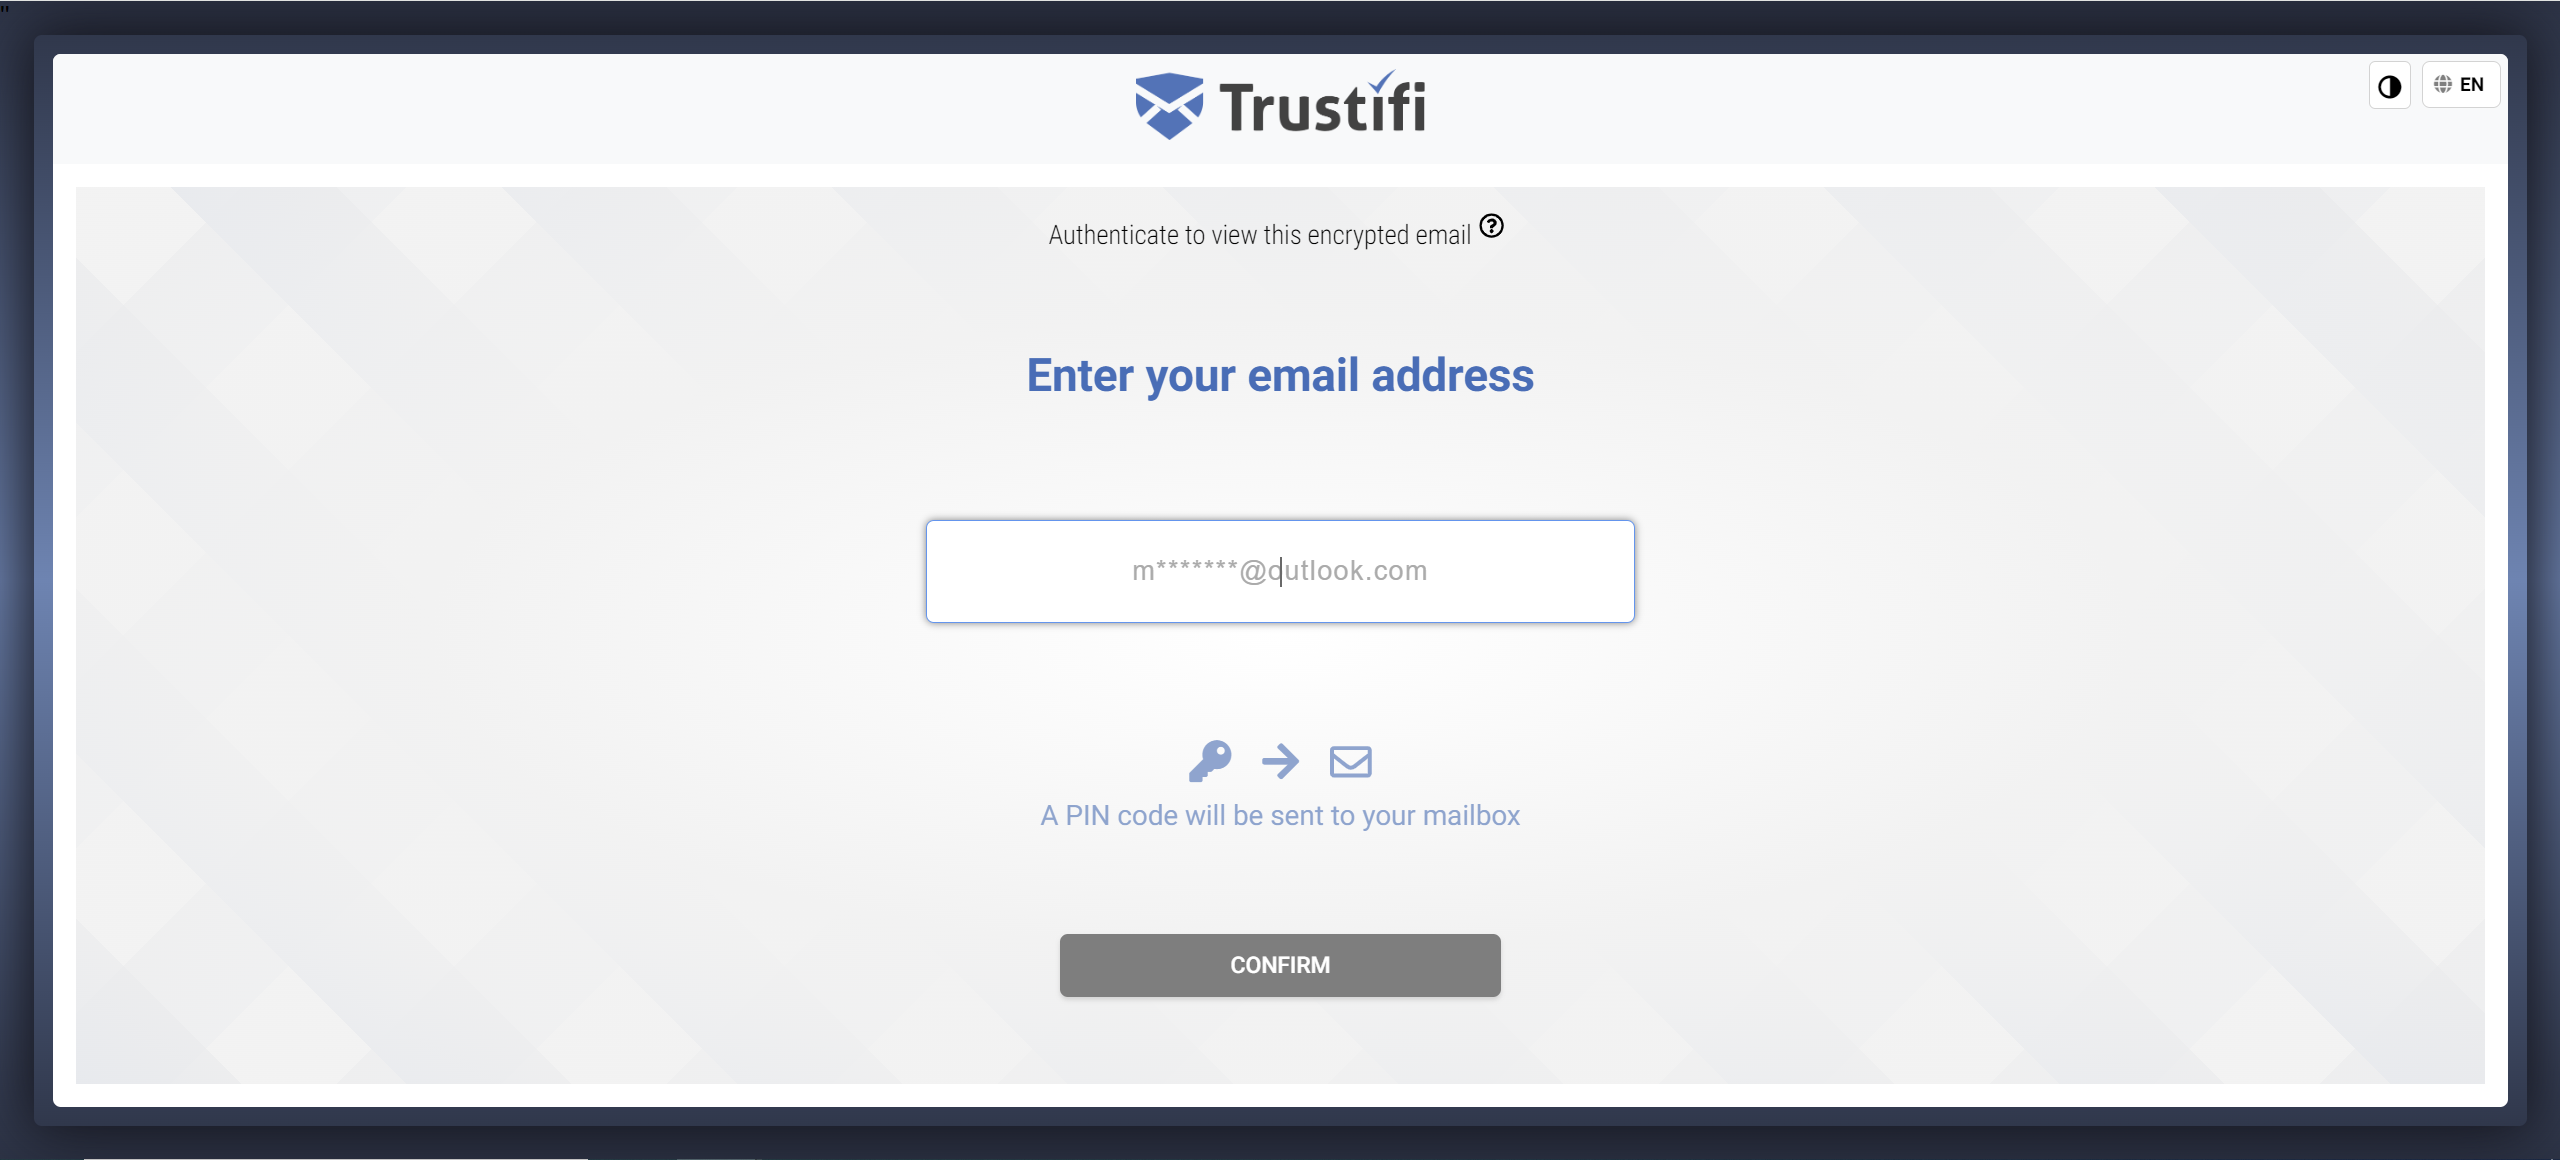 "
Trustifi
EN
Authenticate to view this encrypted email ?
Enter your email address
m*******@outlook.com
A PIN code will be sent to your mailbox
CONFIRM